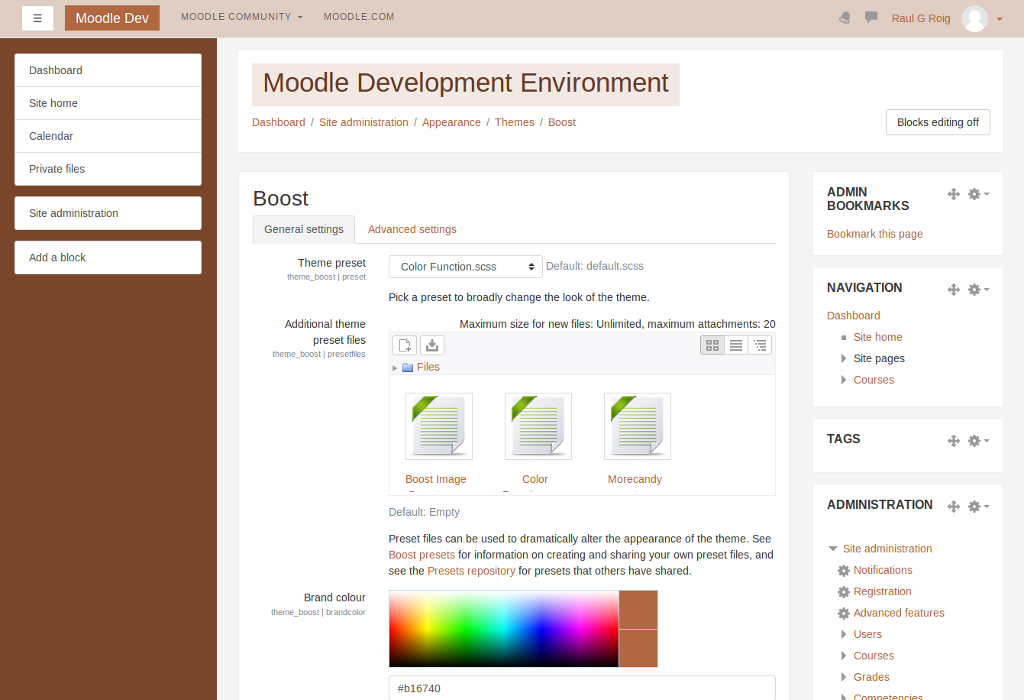 ☰ Moodle Dev MOODLE COMMUNITY MOODLE.COM Raul G Roig
Dashboard
Site home
Calendar
Private files
Site administration
Add a block
Moodle Development Environment
Dashboard / Site administration / Appearance / Themes / Boost
Blocks editing off
Boost
General settings Advanced settings
Theme preset
theme_boost | preset
Color Function.scss Default: default.scss
Pick a preset to broadly change the look of the theme.
Additional theme
preset files
theme_boost | presetfiles
Maximum size for new files: Unlimited, maximum attachments: 20
Files
Boost Image
Color
Morecandy
Default: Empty
Preset files can be used to dramatically alter the appearance of the theme. See
Boost presets for information on creating and sharing your own preset files, and
see the Presets repository for presets that others have shared.
Brand colour
theme_boost | brandcolor
#b16740
ADMIN
BOOKMARKS
Bookmark this page
NAVIGATION
Dashboard
Site home
Site pages
Courses
TAGS
ADMINISTRATION
Site administration
Notifications
Registration
Advanced features
Users
Courses
Grades
Competencies